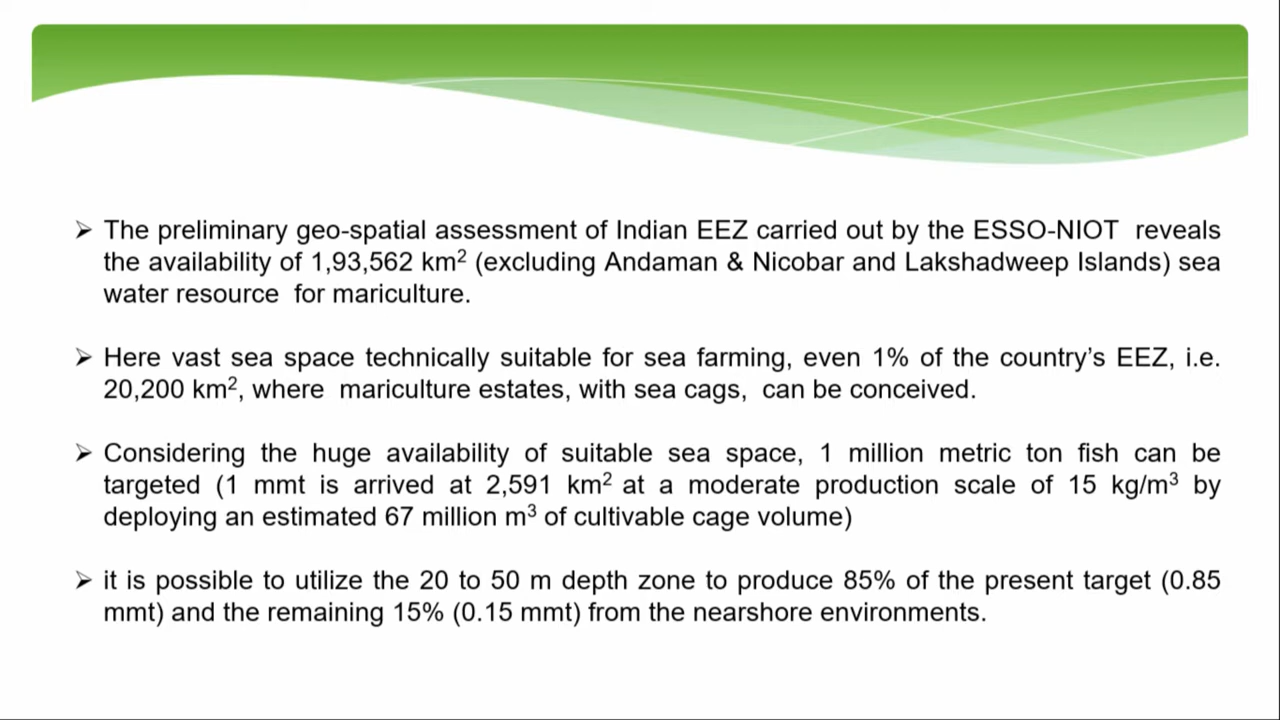 ➢ The preliminary geo-spatial assessment of Indian EEZ carried out by the ESSO-NIOT reveals
the availability of 1,93,562 km² (excluding Andaman & Nicobar and Lakshadweep Islands) sea
water resource for mariculture.
➢ Here vast sea space technically suitable for sea farming, even 1% of the country’s EEZ, i.e.
20,200 km², where mariculture estates, with sea cags, can be conceived.
➢ Considering the huge availability of suitable sea space, 1 million metric ton fish can be
targeted (1 mmt is arrived at 2,591 km² at a moderate production scale of 15 kg/m³ by
deploying an estimated 67 million m³ of cultivable cage volume)
➢ it is possible to utilize the 20 to 50 m depth zone to produce 85% of the present target (0.85
mmt) and the remaining 15% (0.15 mmt) from the nearshore environments.